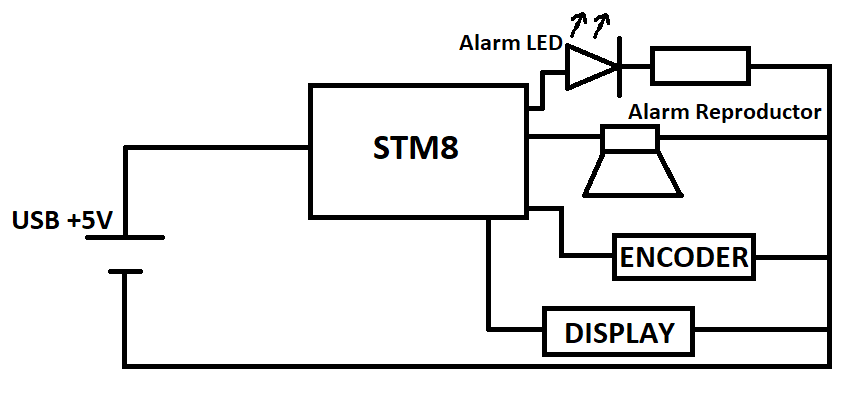 Alarm LED
Alarm Reproductor
STM8
USB +5V
ENCODER
DISPLAY